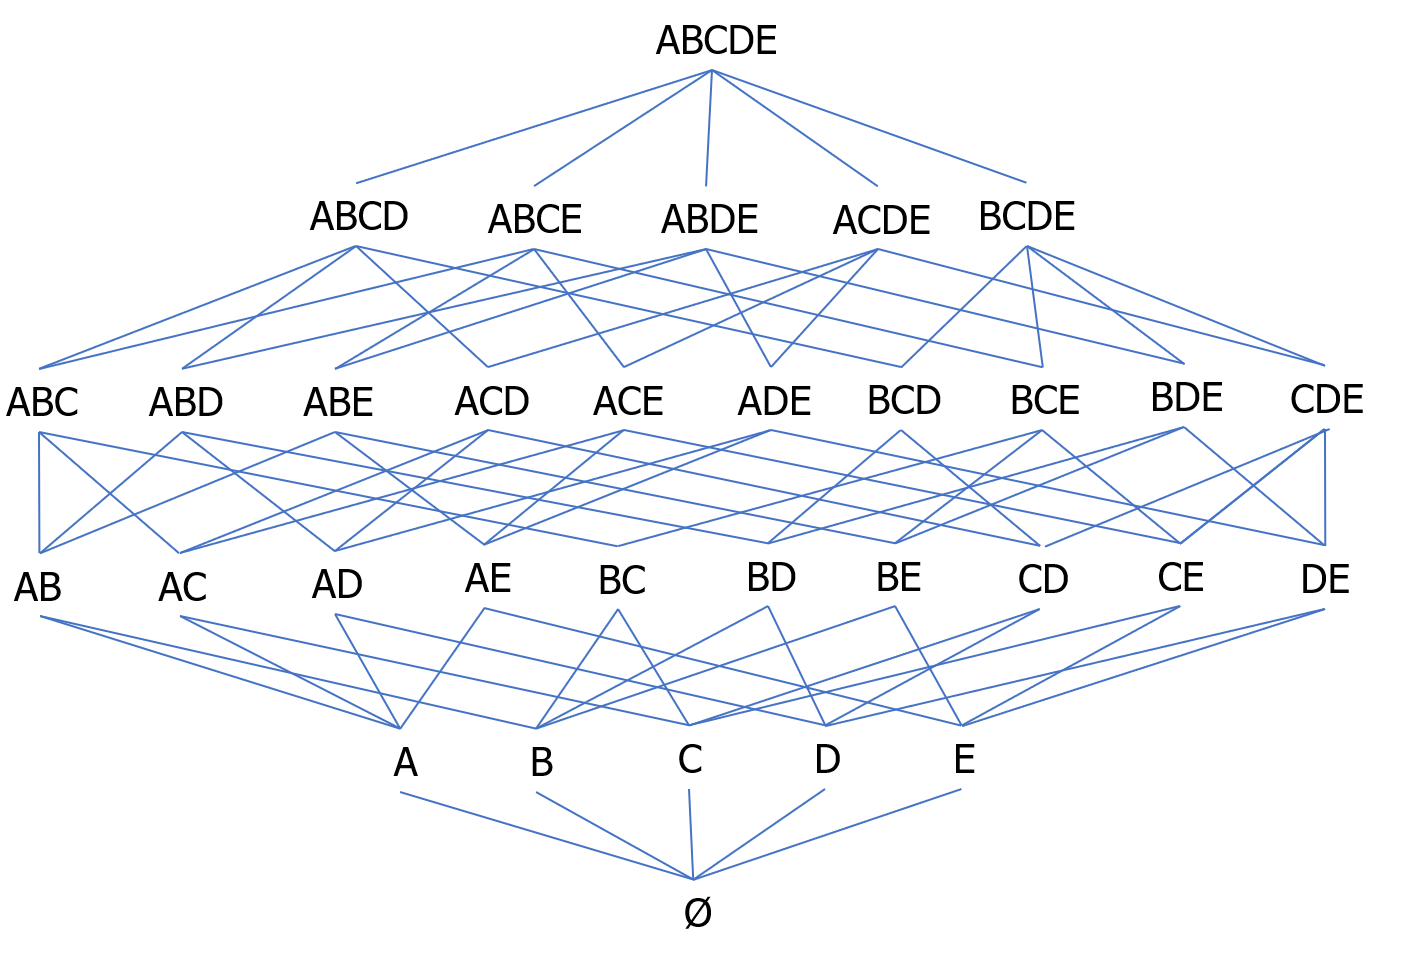 ABCDE
ABCD ABCE ABDE ACDE BCDE
ABC ABD ABE ACD ACE ADE BCD BCE BDE CDE
AB AC AD AE BC BD BE CD CE DE
A B C D E
Ø